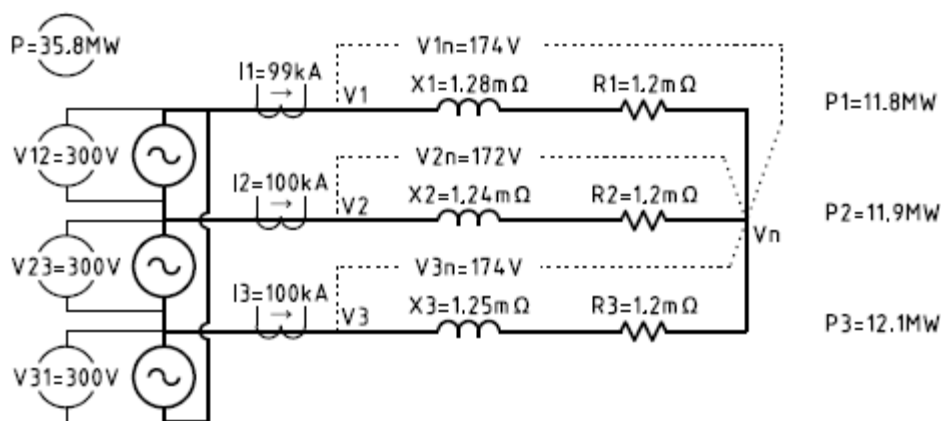 P=35.8MW
V1n=174V
I1=99kA
→
V1
X1=1.28mΩ
R1=1.2mΩ
P1=11.8MW
V12=300V
V2n=172V
I2=100kA
→
V2
X2=1.24mΩ
R2=1.2mΩ
P2=11.9MW
Vn
V23=300V
V3n=174V
I3=100kA
→
V3
X3=1.25mΩ
R3=1.2mΩ
P3=12.1MW
V31=300V